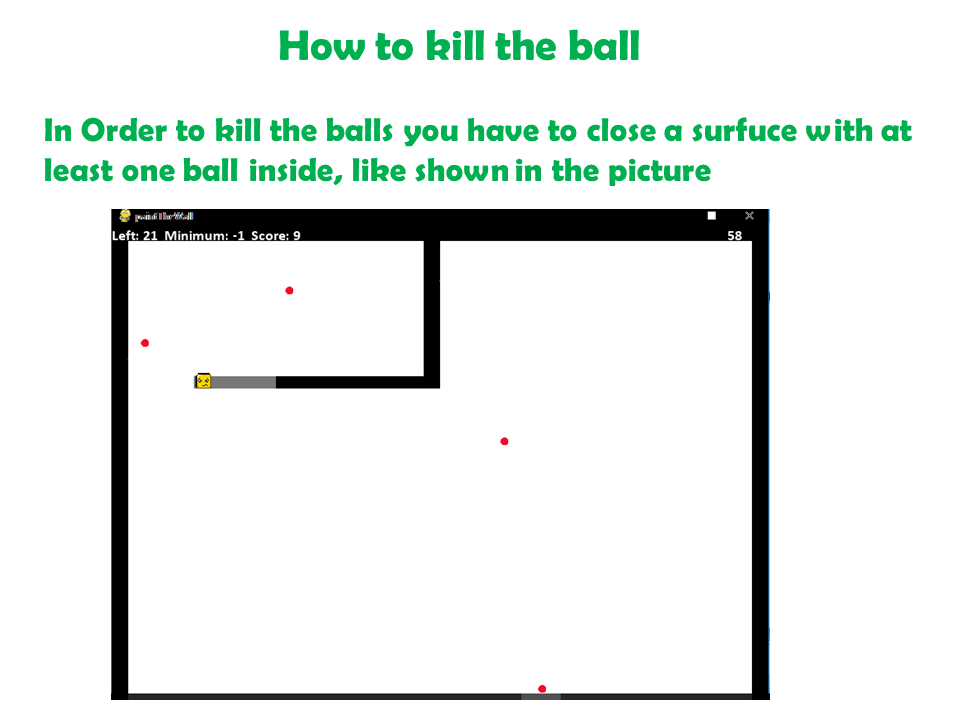 How to kill the ball
In Order to kill the balls you have to close a surfuce with at
least one ball inside, like shown in the picture
paintTheWall
Left: 21 Minimum: -1 Score: 9 58